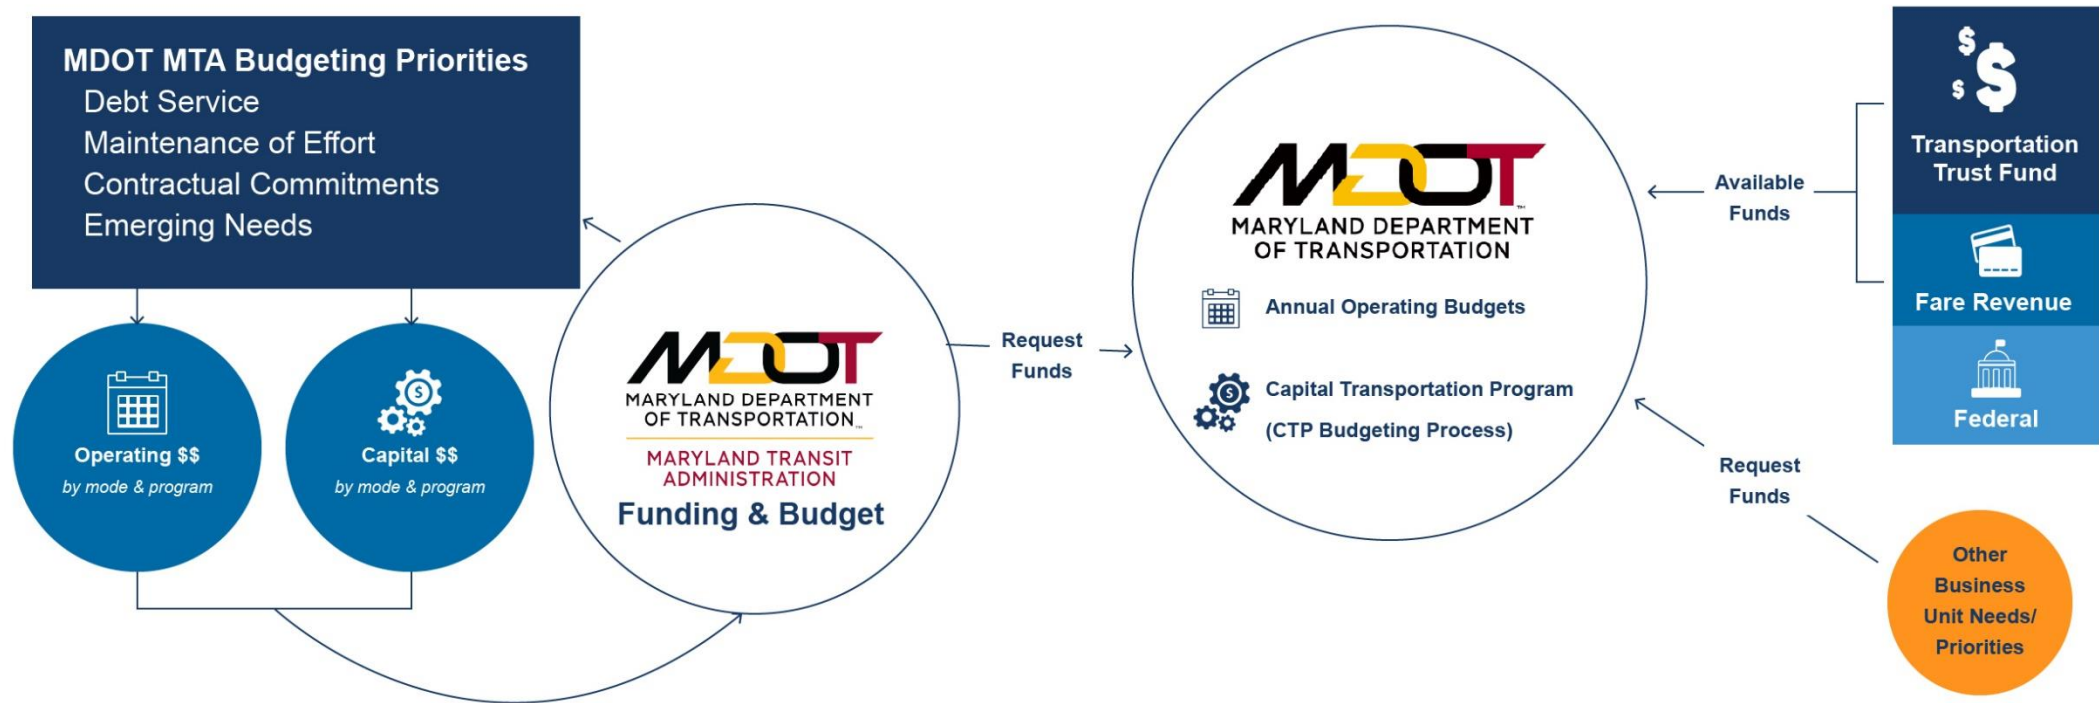 MDOT MTA Budgeting Priorities
Debt Service
Maintenance of Effort
Contractual Commitments
Emerging Needs
Operating $$
by mode & program
Capital $$
by mode & program
MDOT
MARYLAND DEPARTMENT
OF TRANSPORTATION™
MARYLAND TRANSIT
ADMINISTRATION
Funding & Budget
Request
Funds
MDOT™
MARYLAND DEPARTMENT
OF TRANSPORTATION
Annual Operating Budgets
Capital Transportation Program
(CTP Budgeting Process)
Available
Funds
Request
Funds
$
$
$
Transportation
Trust Fund
Fare Revenue
Federal
Other
Business
Unit Needs/
Priorities